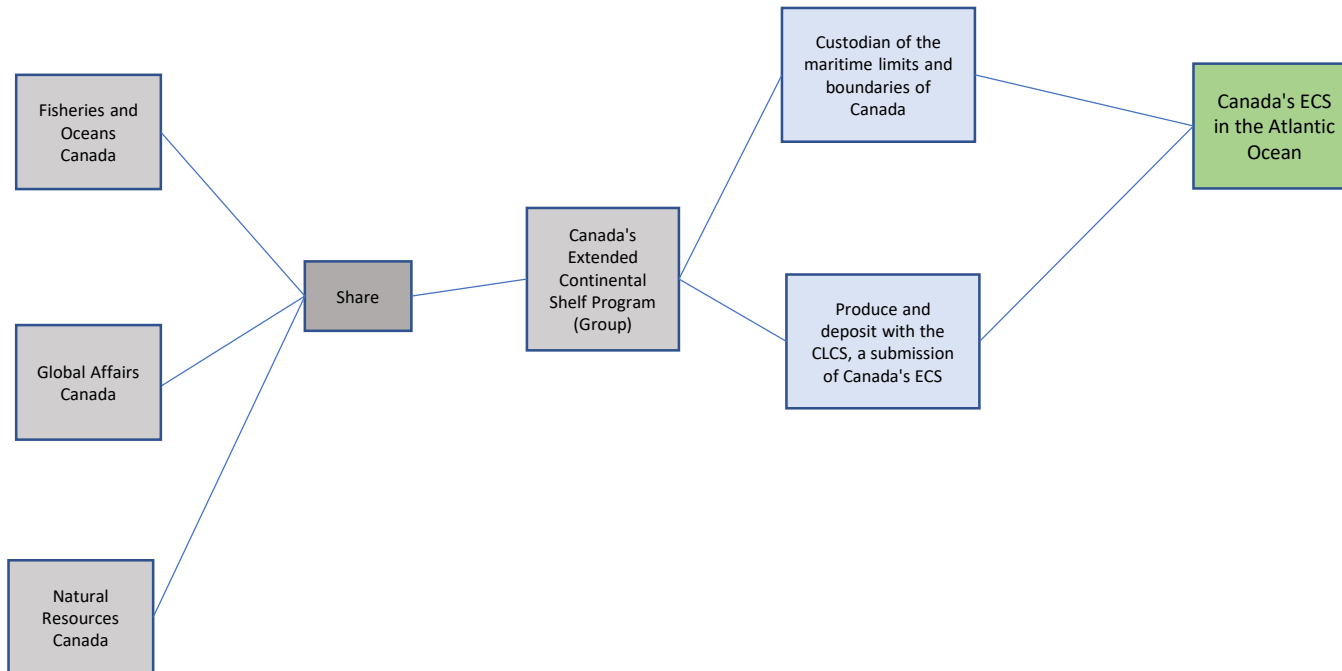 Fisheries and
Oceans
Canada
Global Affairs
Canada
Natural
Resources
Canada
Share
Canada's
Extended
Continental
Shelf Program
(Group)
Custodian of the
maritime limits and
boundaries of
Canada
Produce and
deposit with the
CLCS, a submission
of Canada's ECS
Canada's ECS
in the Atlantic
Ocean